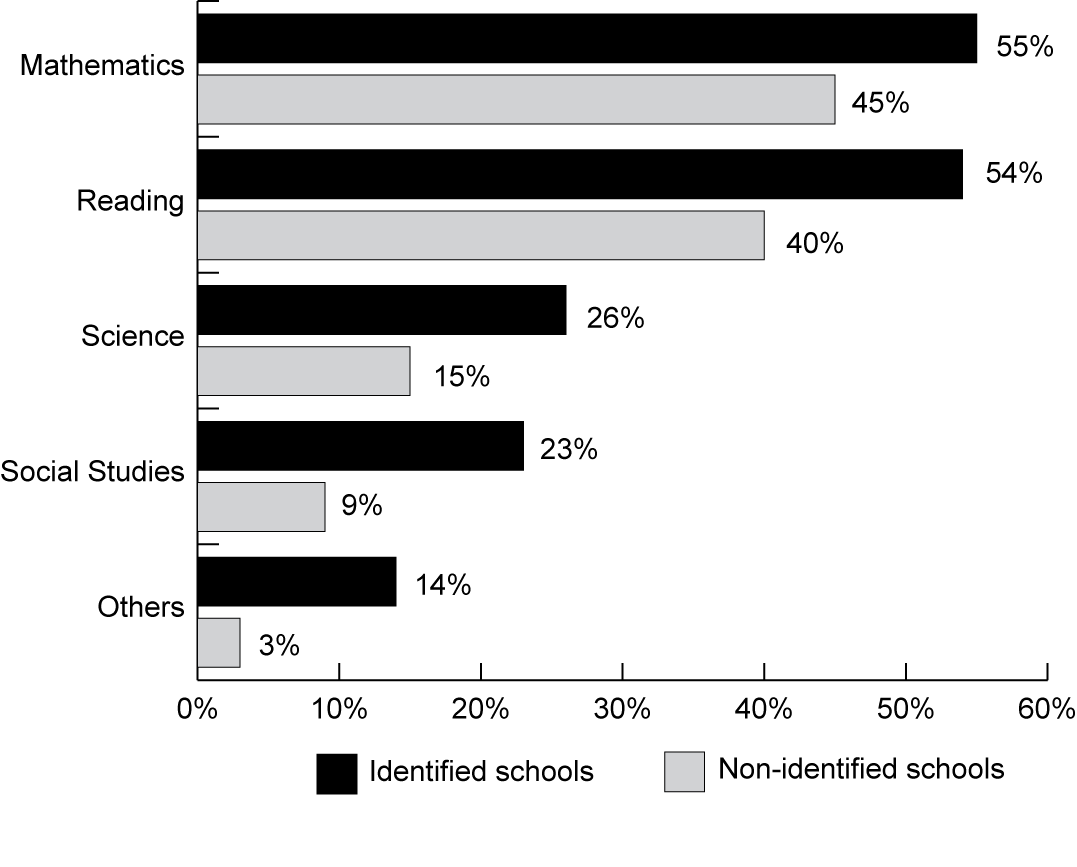 55%
Mathematics
45%
54%
Reading
40%
26%
Science
15%
23%
Social Studies
9%
14%
Others
3%
0% 10% 20% 30% 40% 50% 60%
Identified schools Non-identified schools